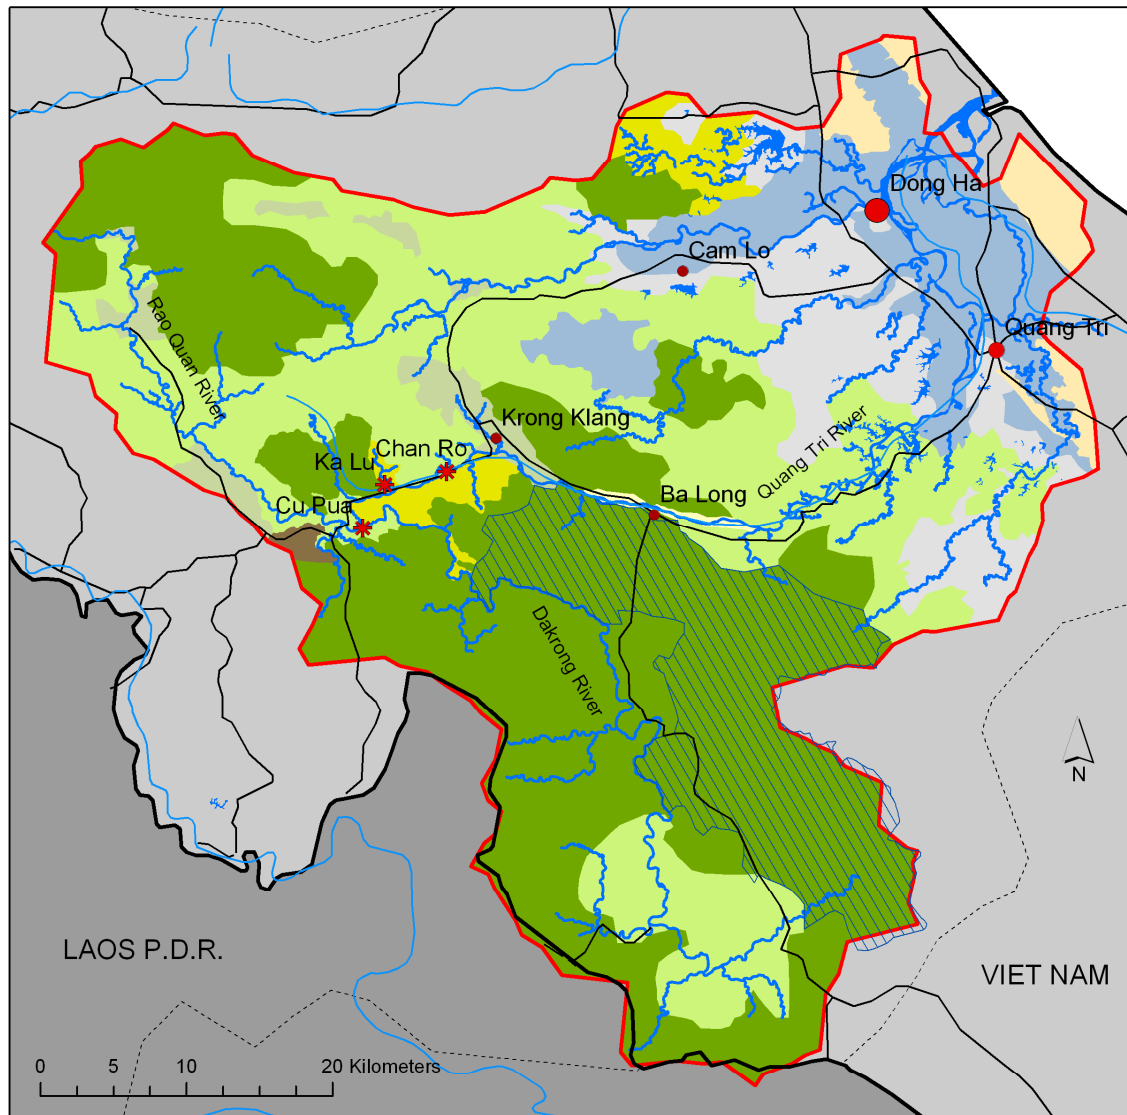 Dong Ha
Cam Lo
Rao Quan River
Quang Tri
Krong Klang
Chan Ro
Ka Lu
Quang Tri River
Cu Pua
Ba Long
Dakrong River
N
LAOS P.D.R.
VIET NAM
0 5 10 20 Kilometers